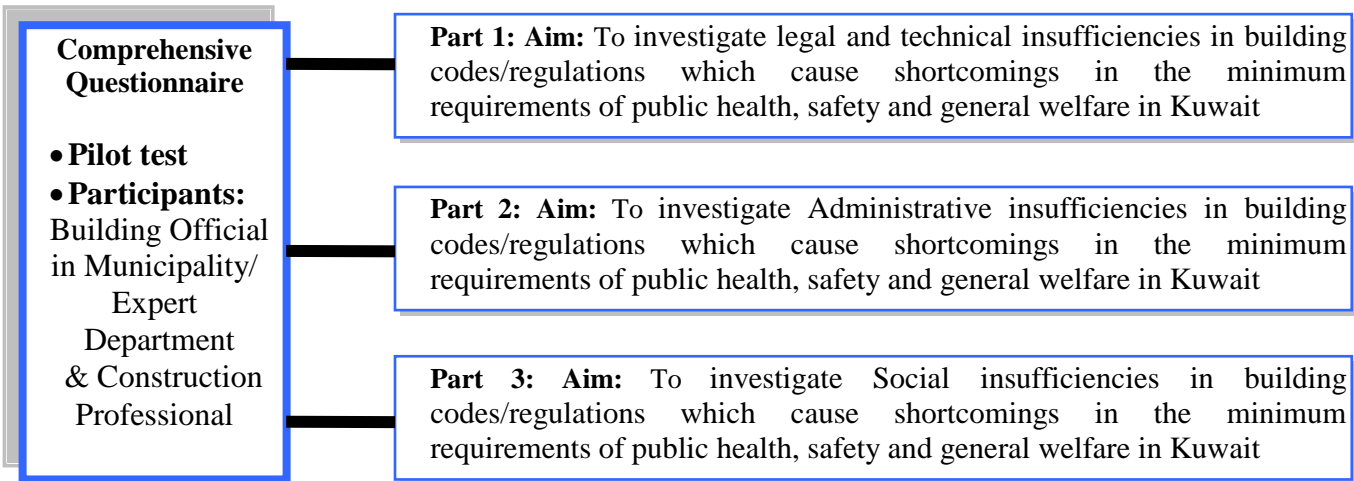 Comprehensive
Questionnaire
• Pilot test
• Participants:
Building Official
in Municipality/
Expert
Department
& Construction
Professional
Part 1: Aim: To investigate legal and technical insufficiencies in building
codes/regulations which cause shortcomings in the minimum
requirements of public health, safety and general welfare in Kuwait
Part 2: Aim: To investigate Administrative insufficiencies in building
codes/regulations which cause shortcomings in the minimum
requirements of public health, safety and general welfare in Kuwait
Part 3: Aim: To investigate Social insufficiencies in building
codes/regulations which cause shortcomings in the minimum
requirements of public health, safety and general welfare in Kuwait